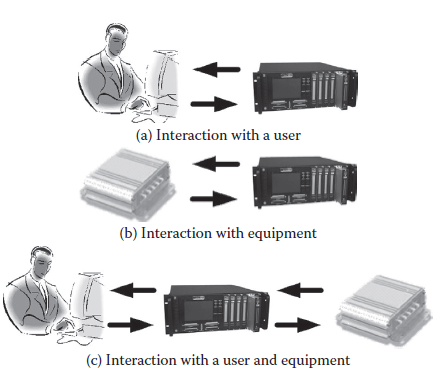 (a) Interaction with a user
(b) Interaction with equipment
(c) Interaction with a user and equipment